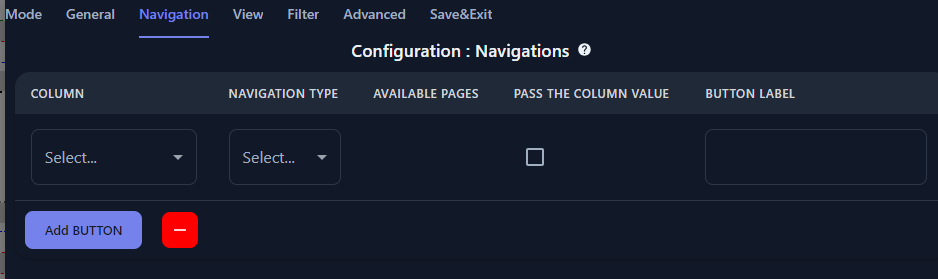 Mode General Navigation View Filter Advanced Save&Exit
Configuration : Navigations ?
COLUMN NAVIGATION TYPE AVAILABLE PAGES PASS THE COLUMN VALUE BUTTON LABEL
Select... Select...
Add BUTTON